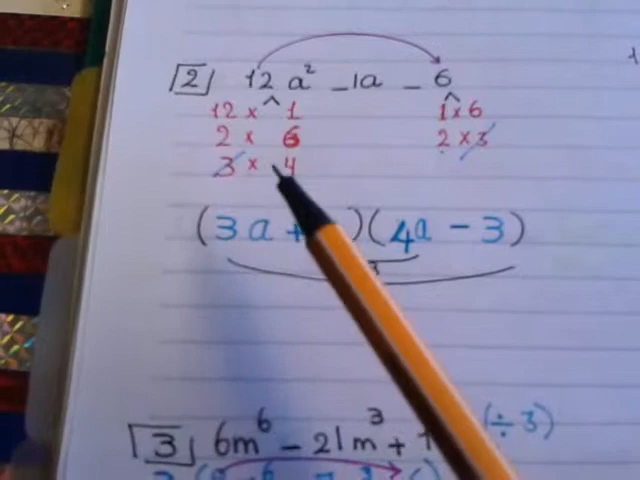 2 12a² - 1a - 6
12 x 1 1 x 6
2 x 6 2 x 3
3 x 4
(3a + )(4a - 3)
3 6m⁶ - 21m³ + (÷3)